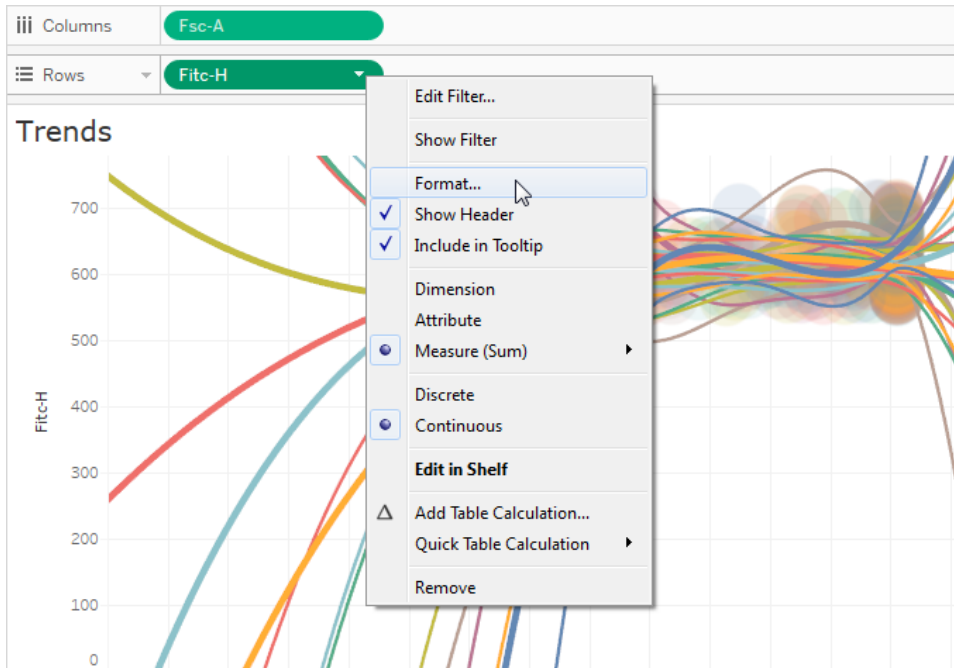 Columns
Fsc-A
Rows
Fitc-H
Edit Filter...
Show Filter
Format...
Show Header
Include in Tooltip
Dimension
Attribute
Measure (Sum)
Discrete
Continuous
Edit in Shelf
Add Table Calculation...
Quick Table Calculation
Remove
Trends
Fitc-H
700
600
500
400
300
200
100
0